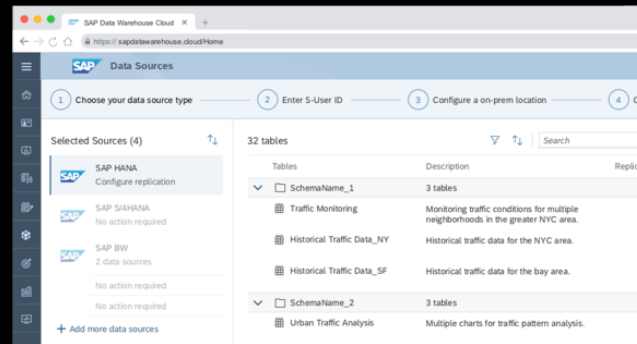 SAP Data Warehouse Cloud
https:// sapdatawarehouse.cloud/Home
SAP Data Sources
1 Choose your data source type
2 Enter S-User ID
3 Configure a on-prem location
4
Selected Sources (4)
SAP SAP HANA
Configure replication
SAP SAP S/4HANA
No action required
SAP SAP BW
2 data sources
No action required
No action required
+ Add more data sources
32 tables
Search
Tables Description
SchemaName_1 3 tables
Traffic Monitoring Monitoring traffic conditions for multiple
neighborhoods in the greater NYC area.
Historical Traffic Data_NY Historical traffic data for the NYC area.
Historical Traffic Data_SF Historical traffic data for the bay area.
SchemaName_2 3 tables
Urban Traffic Analysis Multiple charts for traffic pattern analysis.